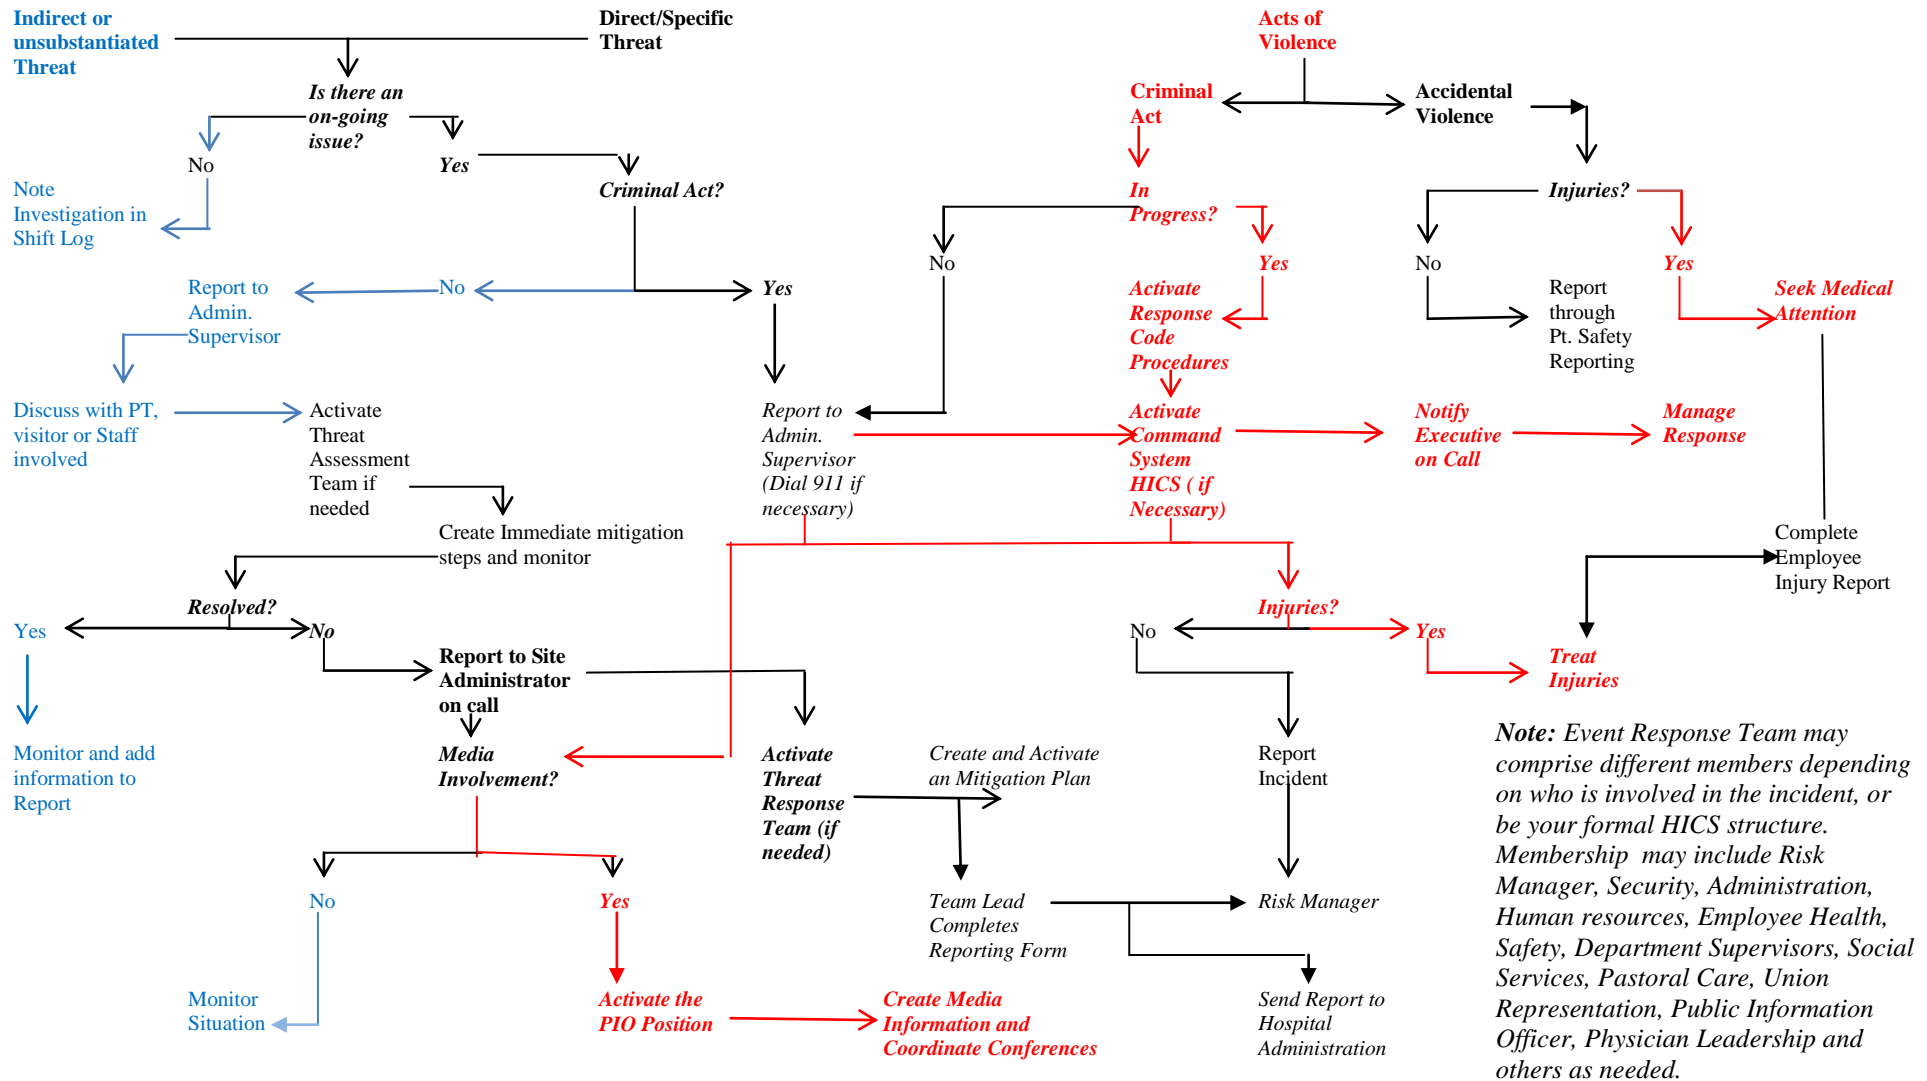 Indirect or
unsubstantiated
Threat
Direct/Specific
Threat
Acts of
Violence
Is there an
on-going
issue?
Criminal
Act
Accidental
Violence
No
Yes
Note
Investigation in
Shift Log
Criminal Act?
In
Progress?
Injuries?
No
Yes
No
Yes
Report to
Admin.
Supervisor
No
Yes
Activate
Response
Code
Procedures
Report
through
Pt. Safety
Reporting
Seek Medical
Attention
Discuss with PT,
visitor or Staff
involved
Activate
Threat
Assessment
Team if
needed
Report to
Admin.
Supervisor
(Dial 911 if
necessary)
Activate
Command
System
HICS ( if
Necessary)
Notify
Executive
on Call
Manage
Response
Create Immediate mitigation
steps and monitor
Complete
Employee
Injury Report
Resolved?
Injuries?
Yes
No
No
Yes
Report to Site
Administrator
on call
Treat
Injuries
Monitor and add
information to
Report
Media
Involvement?
Activate
Threat
Response
Team (if
needed)
Create and Activate
an Mitigation Plan
Report
Incident
Note: Event Response Team may
comprise different members depending
on who is involved in the incident, or
be your formal HICS structure.
Membership  may include Risk
Manager, Security, Administration,
Human resources, Employee Health,
Safety, Department Supervisors, Social
Services, Pastoral Care, Union
Representation, Public Information
Officer, Physician Leadership and
others as needed.
No
Yes
Team Lead
Completes
Reporting Form
Risk Manager
Monitor
Situation
Activate the
PIO Position
Create Media
Information and
Coordinate Conferences
Send Report to
Hospital
Administration